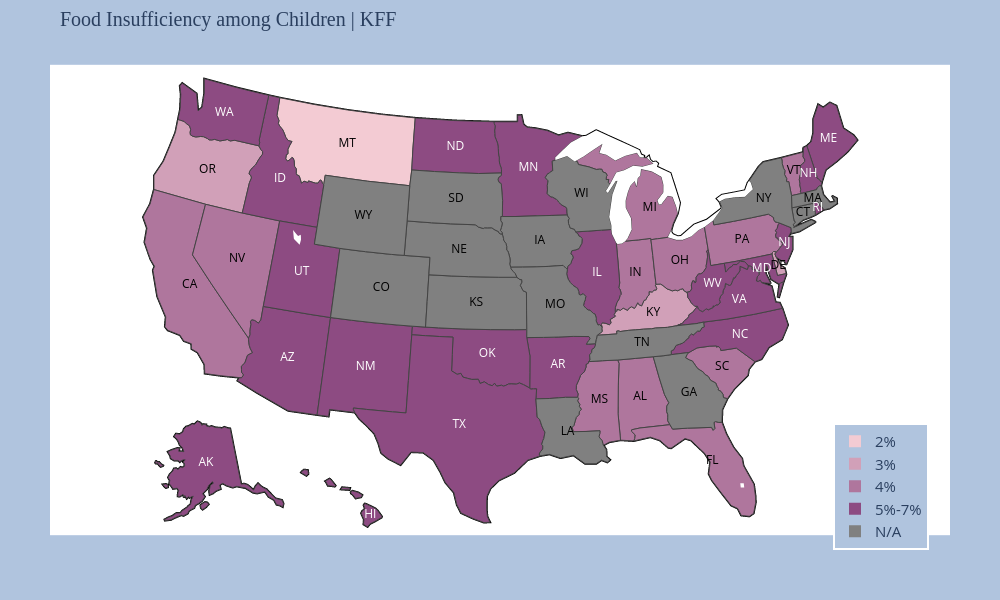 Food Insufficiency among Children | KFF
WA
MT
ND
MN
ME
OR
ID
SD
WI
VT
NH
WY
NY
MA
MI
CT
RI
NV
UT
NE
IA
PA
NJ
CA
CO
KS
IL
IN
OH
MD
DE
WV
VA
MO
KY
AZ
NM
OK
AR
TN
NC
SC
MS
AL
GA
TX
LA
FL
AK
HI
2%
3%
4%
5%-7%
N/A